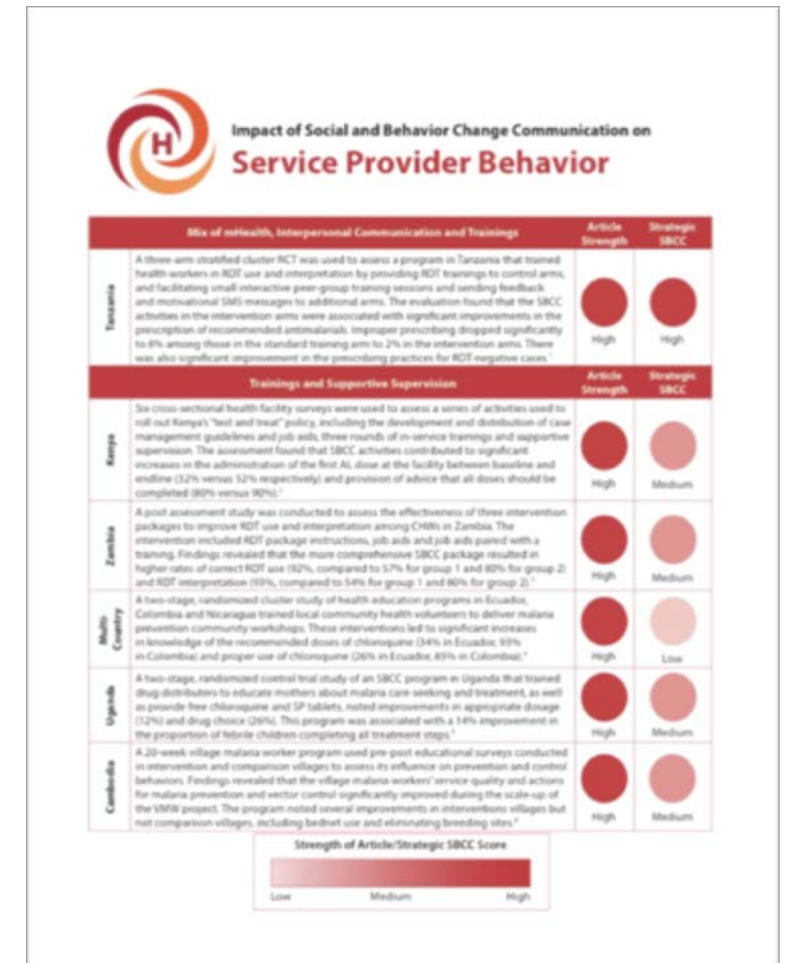 H
Impact of Social and Behavior Change Communication on
Service Provider Behavior
Mix of mHealth, Interpersonal Communication and Trainings
Article Strength
Strategic SBCC
Tanzania
A three-arm stratified cluster RCT was used to assess a program in Tanzania that trained
health workers in RDT use and interpretation by providing RDT trainings to control arms,
and facilitating small interactive peer-group training sessions and sending feedback
and motivational SMS messages to additional arms. The evaluation found that the SBCC
activities in the intervention arms were associated with significant improvements in the
prescription of recommended antimalarials. Improper prescribing dropped significantly
to 8% among those in the standard training arm to 2% in the intervention arms. There
was also significant improvement in the prescribing practices for RDT-negative cases.
High
High
Trainings and Supportive Supervision
Article Strength
Strategic SBCC
Kenya
Six cross-sectional health facility surveys were used to assess a series of activities used to
roll out Kenya's "test and treat" policy, including the development and distribution of case
management guidelines and job aids, three rounds of in-service trainings and supportive
supervision. The assessment found that SBCC activities contributed to significant
increases in the administration of the first AL dose at the facility between baseline and
endline (32% versus 52% respectively) and provision of advice that all doses should be
completed (80% versus 90%).
High
Medium
Zambia
A post assessment study was conducted to assess the effectiveness of three intervention
packages to improve RDT use and interpretation among CHWs in Zambia. The
intervention included RDT package instructions, job aids and job aids paired with a
training. Findings revealed that the more comprehensive SBCC package resulted in
higher rates of correct RDT use (92%, compared to 57% for group 1 and 80% for group 2)
and RDT interpretation (93%, compared to 54% for group 1 and 80% for group 2).
High
Medium
Multi-Country
A two-stage, randomized cluster study of health education programs in Ecuador,
Colombia and Nicaragua trained local community health volunteers to deliver malaria
prevention community workshops. These interventions led to significant increases
in knowledge of the recommended doses of chloroquine (34% in Ecuador, 93%
in Colombia) and proper use of chloroquine (26% in Ecuador, 85% in Colombia).
High
Low
Uganda
A two-stage, randomized control trial study of an SBCC program in Uganda that trained
drug distributors to educate mothers about malaria care-seeking and treatment, as well
as provide free chloroquine and SP tablets, noted improvements in appropriate dosage
(12%) and drug choice (26%). This program was associated with a 14% improvement in
the proportion of febrile children completing all treatment steps.
High
Medium
Cambodia
A 20-week village malaria worker program used pre-post educational surveys conducted
in intervention and comparison villages to assess its influence on prevention and control
behaviors. Findings revealed that the village malaria workers' service quality and actions
for malaria prevention and vector control significantly improved during the scale-up of
the VMW project. The program noted several improvements in interventions villages but
not comparison villages, including bednet use and eliminating breeding sites.
High
Medium
Strength of Article/Strategic SBCC Score
Low
Medium
High